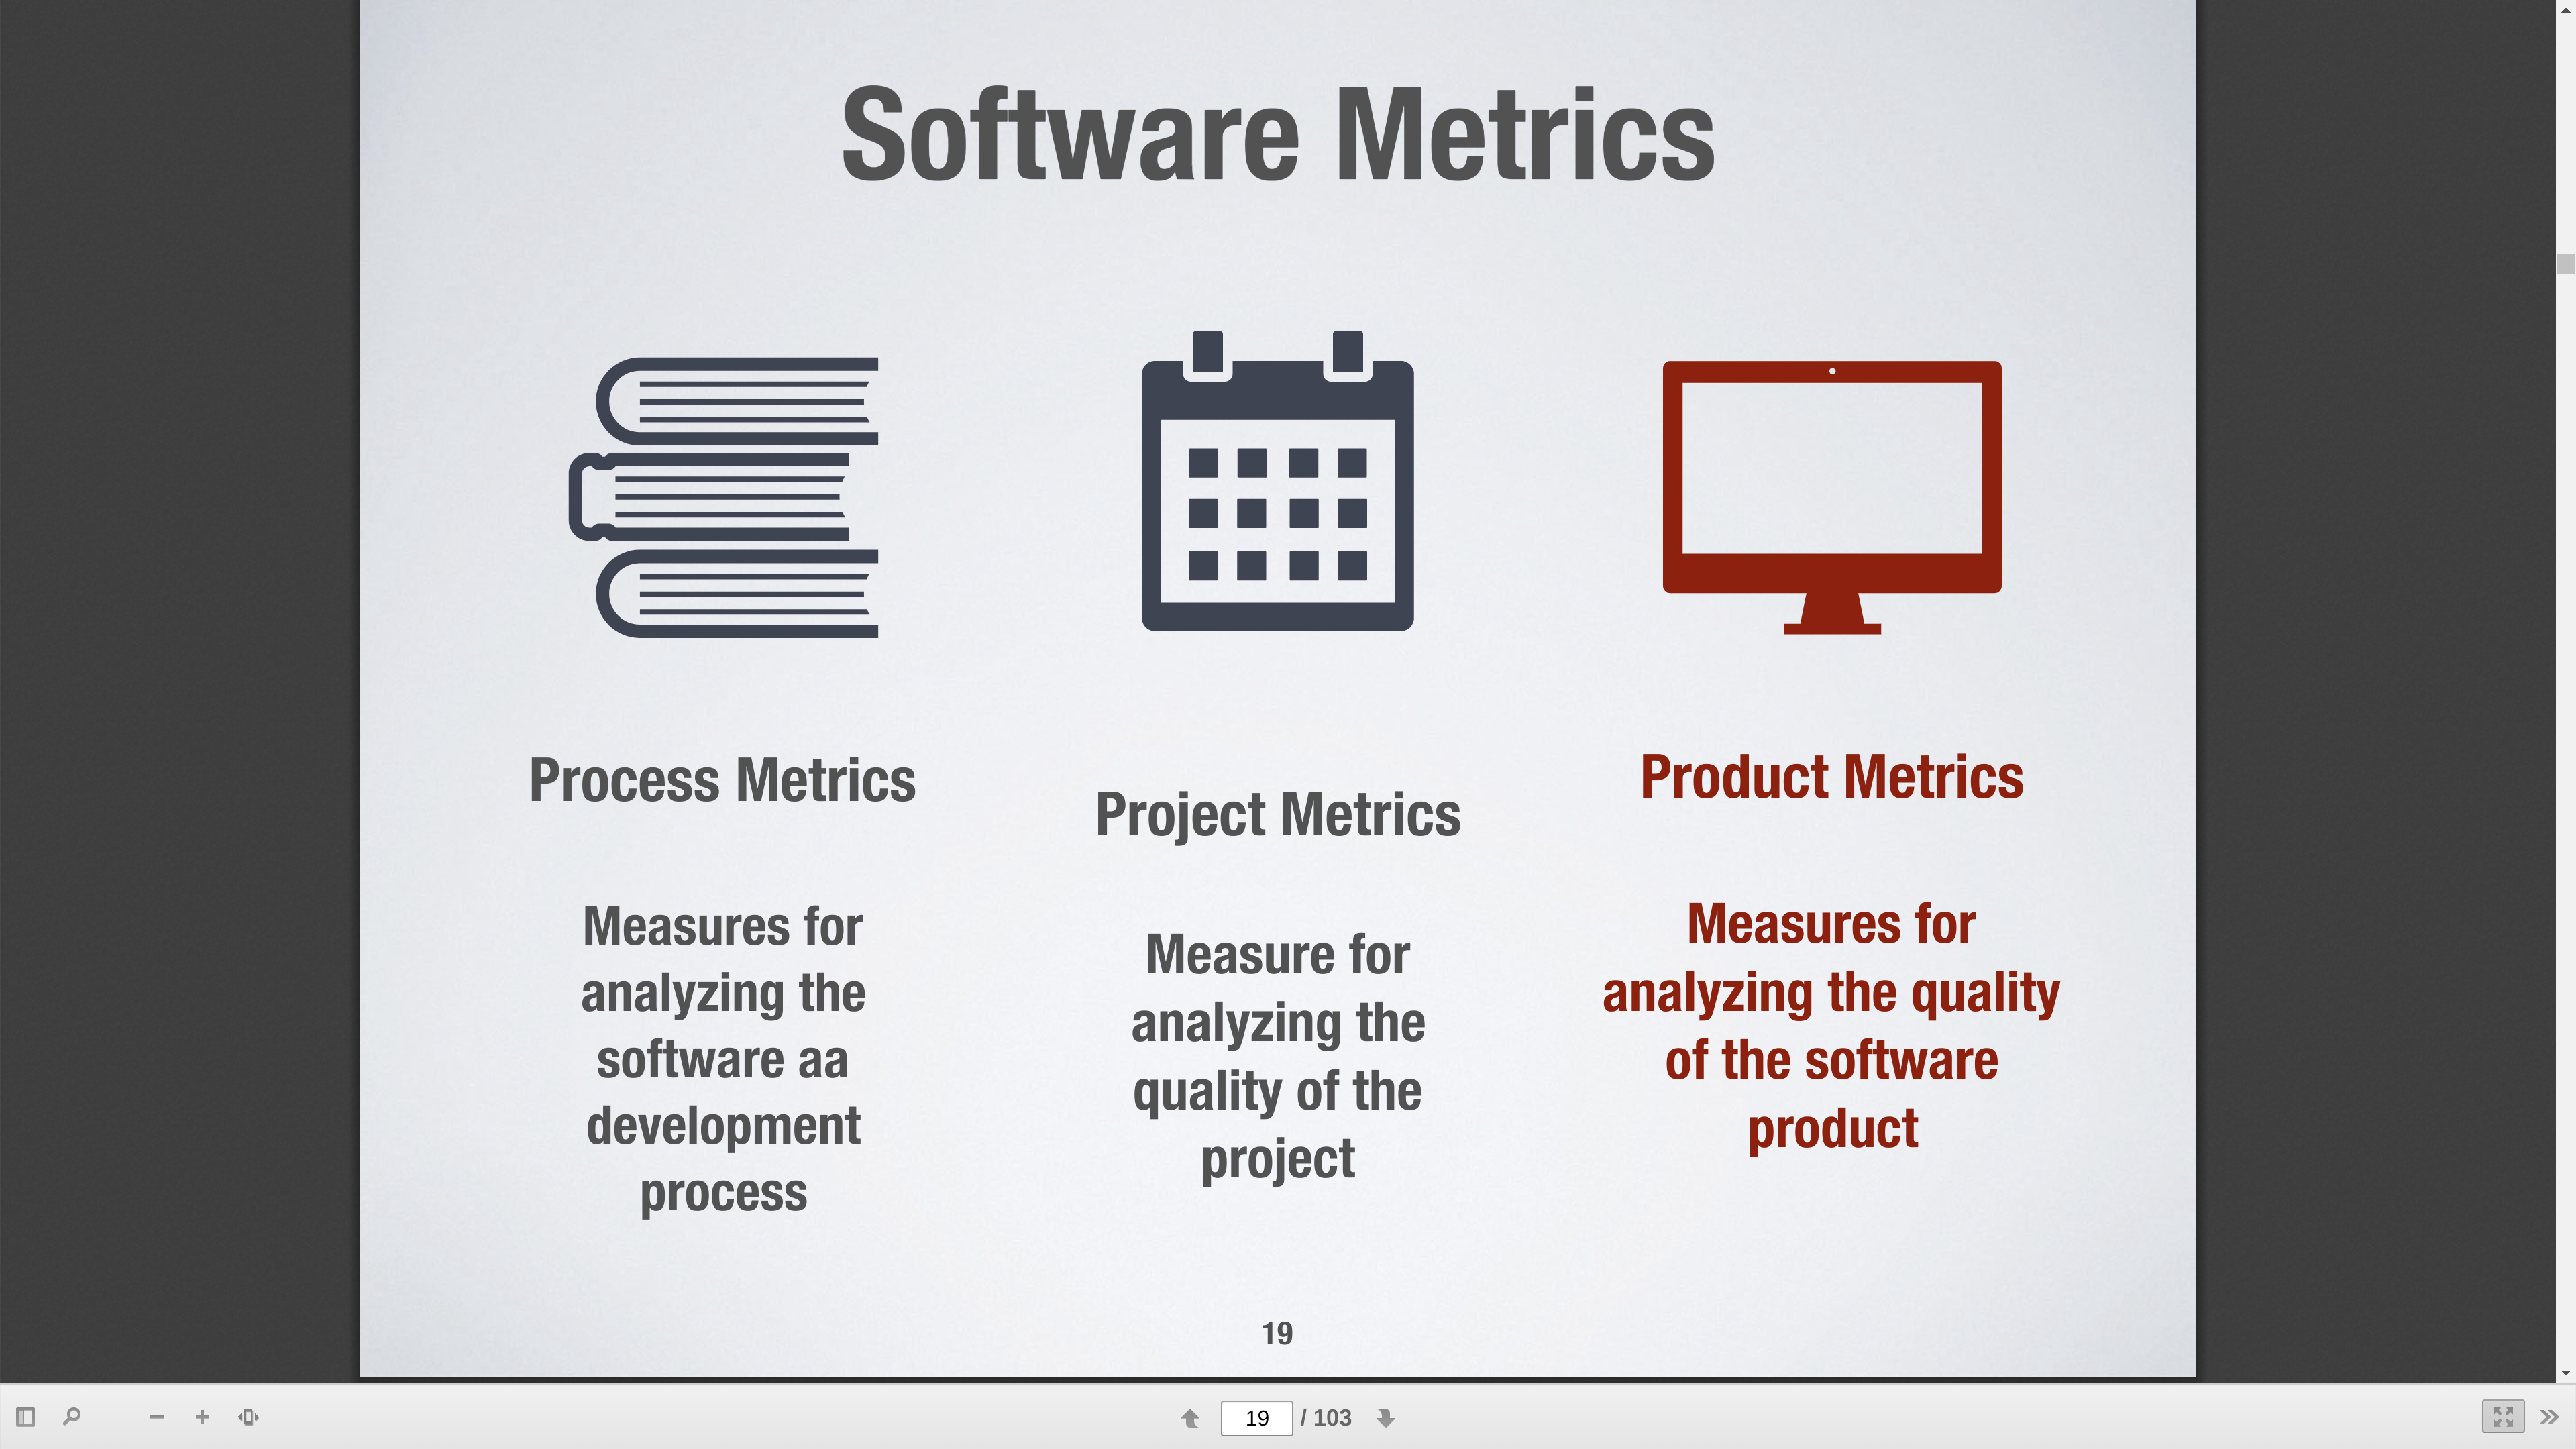 Software Metrics
Process Metrics
Measures for
analyzing the
software aa
development
process
Project Metrics
Measure for
analyzing the
quality of the
project
Product Metrics
Measures for
analyzing the quality
of the software
product
19
19 / 103